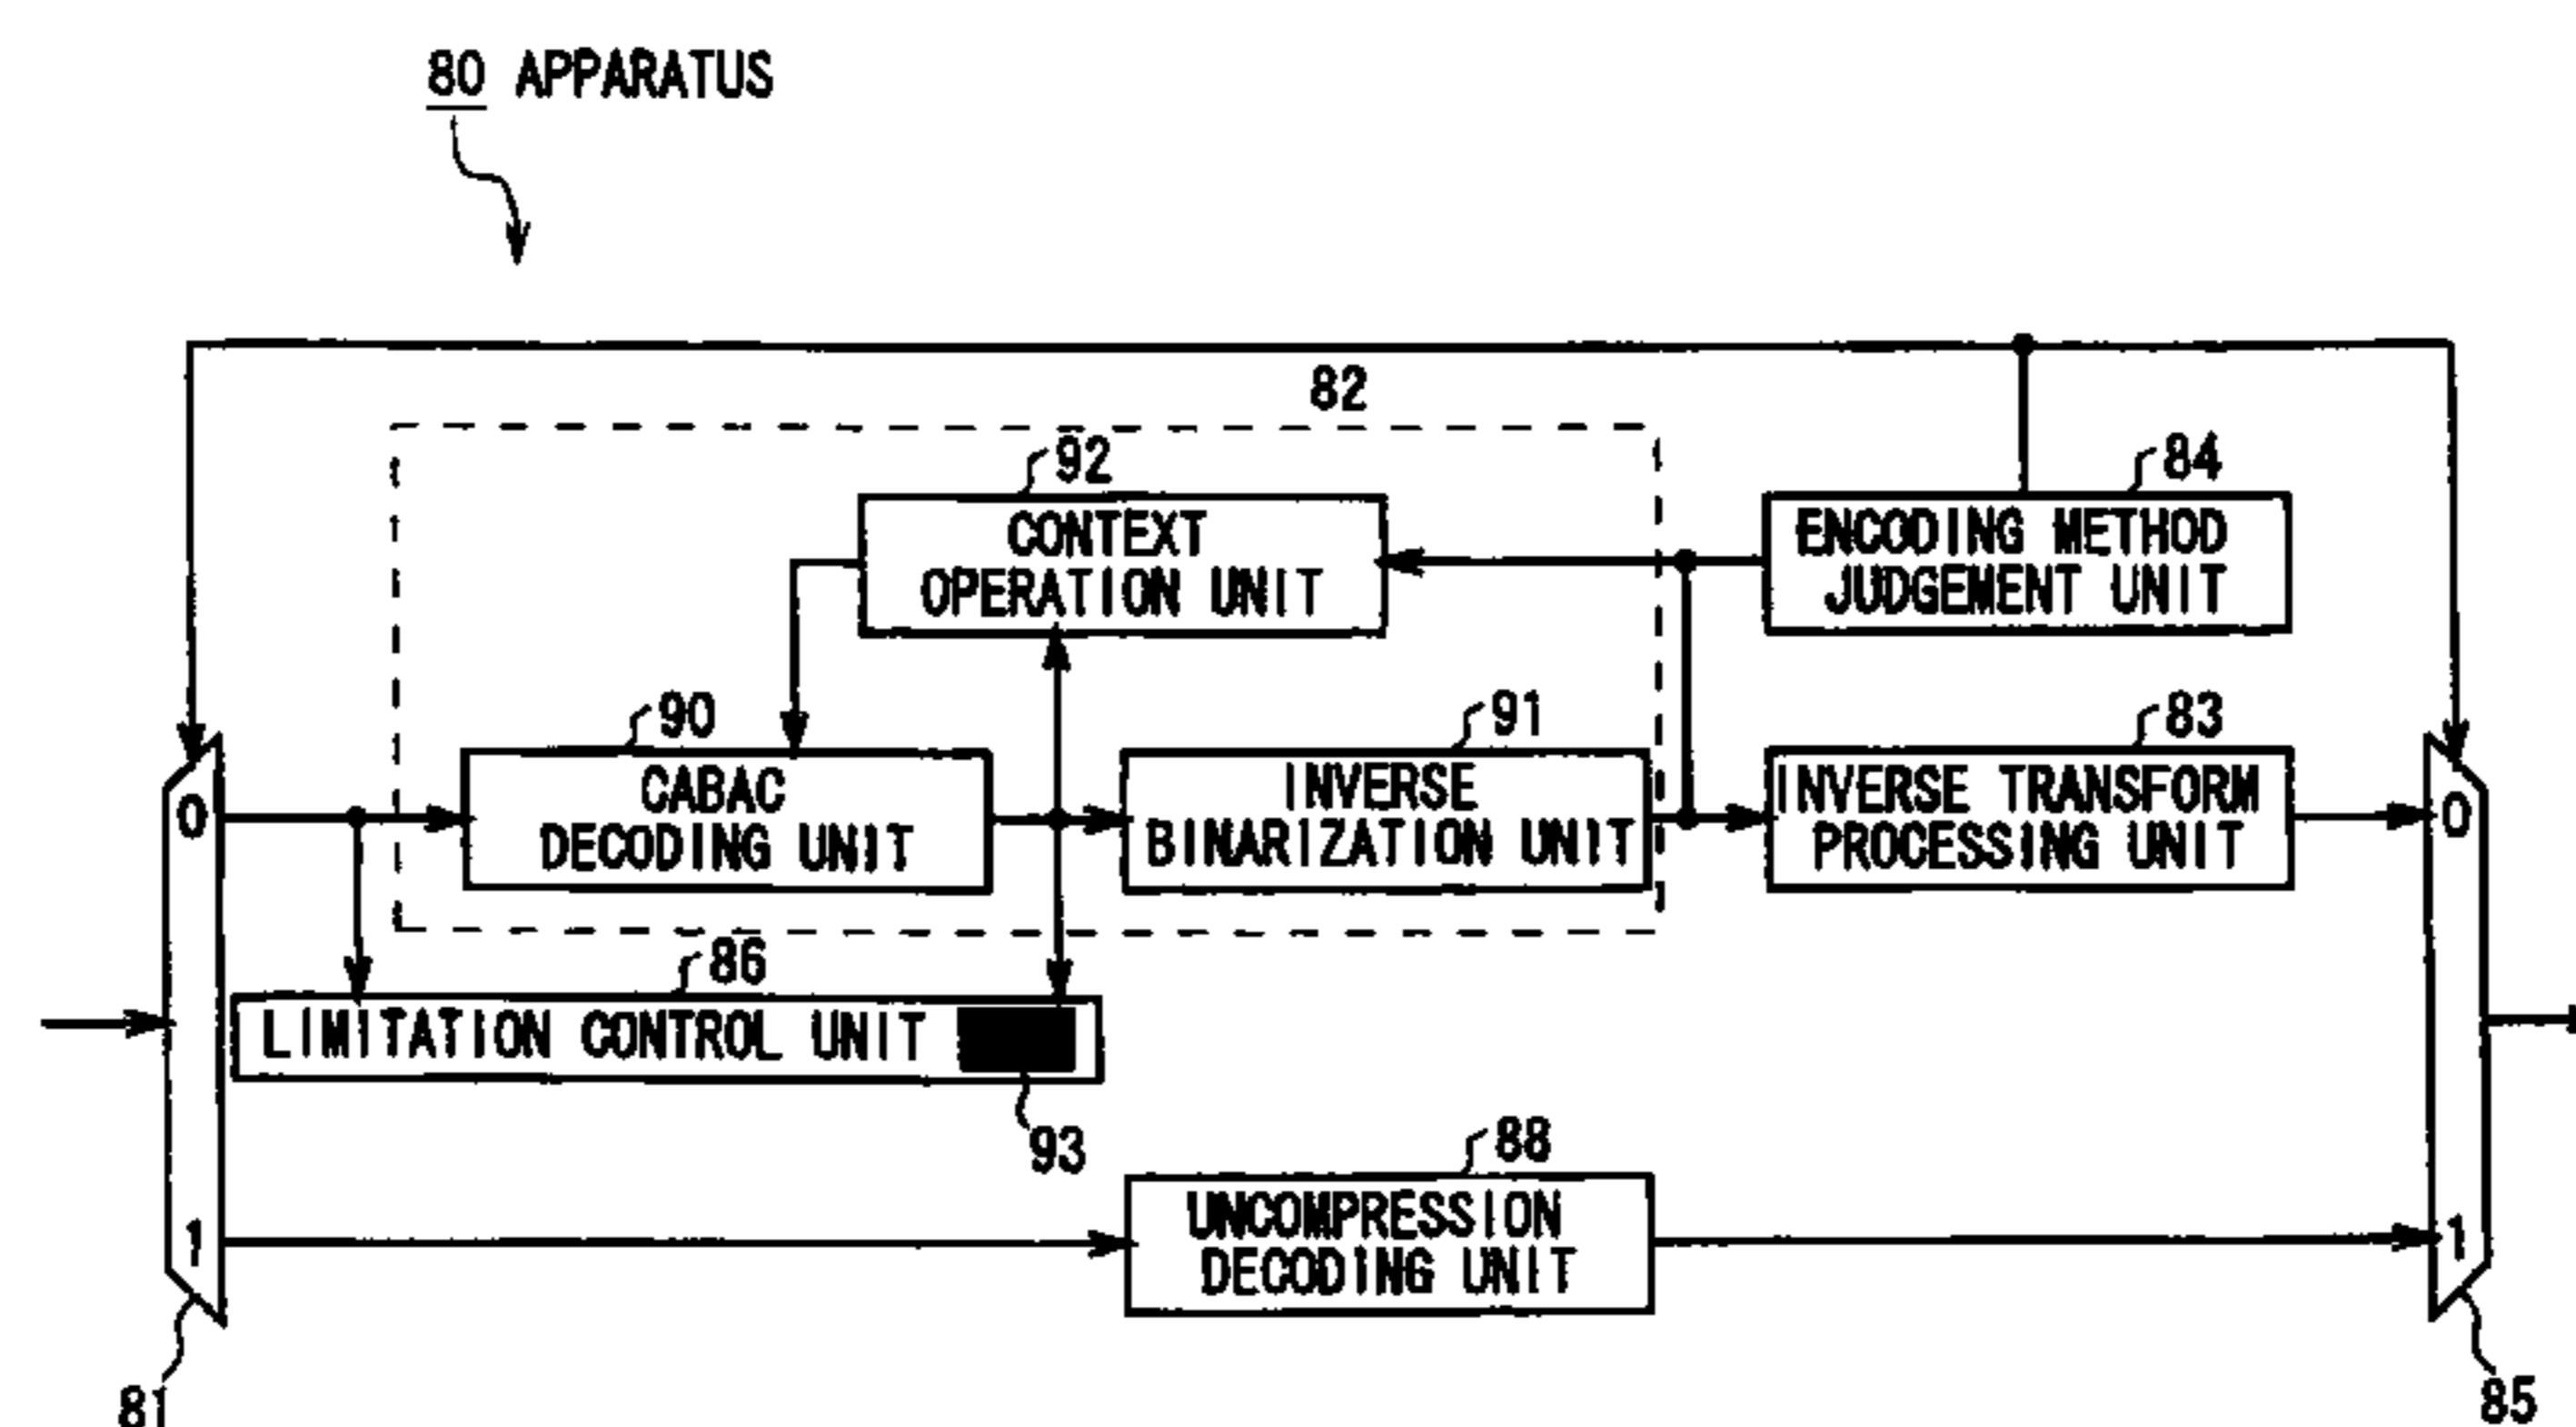 80 APPARATUS
82
92
CONTEXT
OPERATION UNIT
84
ENCODING METHOD
JUDGEMENT UNIT
90
CABAC
DECODING UNIT
91
INVERSE
BINARIZATION UNIT
83
INVERSE TRANSFORM
PROCESSING UNIT
0
0
86
LIMITATION CONTROL UNIT
93
88
UNCOMPRESSION
DECODING UNIT
1
1
81
85